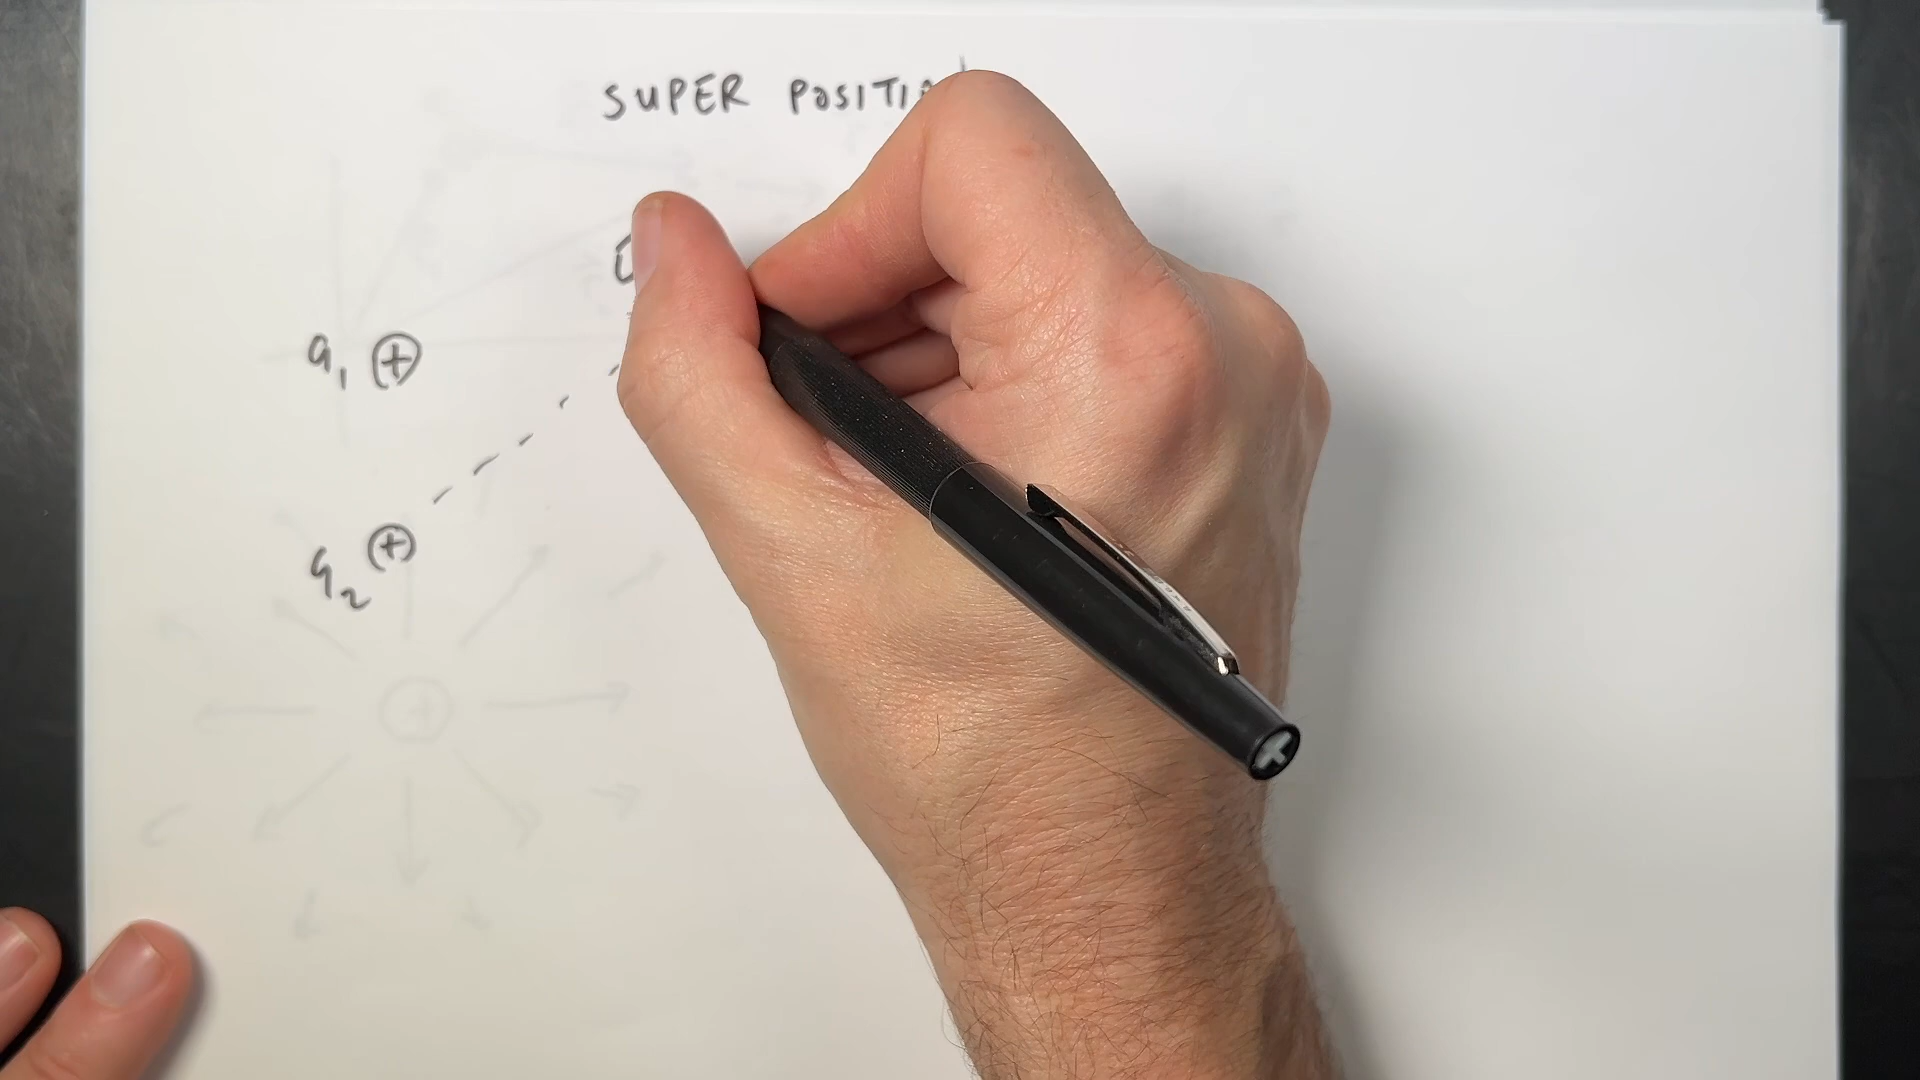 SUPER POSITI
q1 +
q2 +